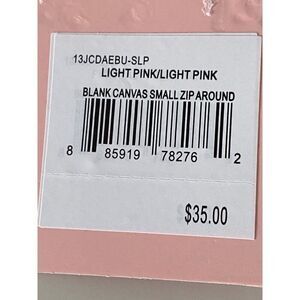 13JCDAEBU-SLP
LIGHT PINK/LIGHT PINK
BLANK CANVAS SMALL ZIP AROUND
8 85919 78276 2
$35.00